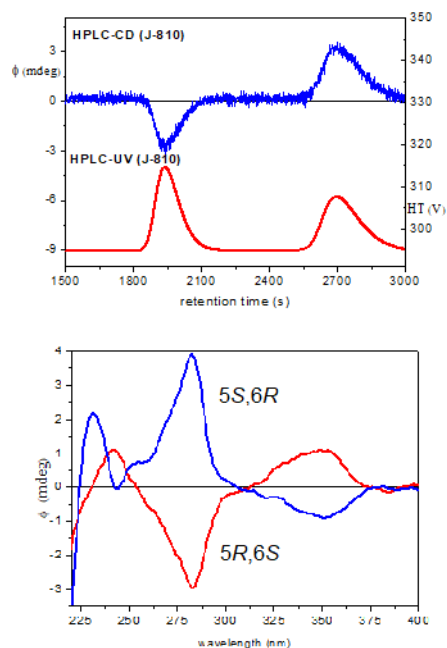 HPLC-CD (J-810)
ϕ (mdeg)
3
0
-3
-6
-9
350
340
330
320
310
300
HT (V)
HPLC-UV (J-810)
1500 1800 2100 2400 2700 3000
retention time (s)
ϕ (mdeg)
4
3
2
1
0
-1
-2
-3
5S,6R
5R,6S
225 250 275 300 325 350 375 400
wavelength (nm)